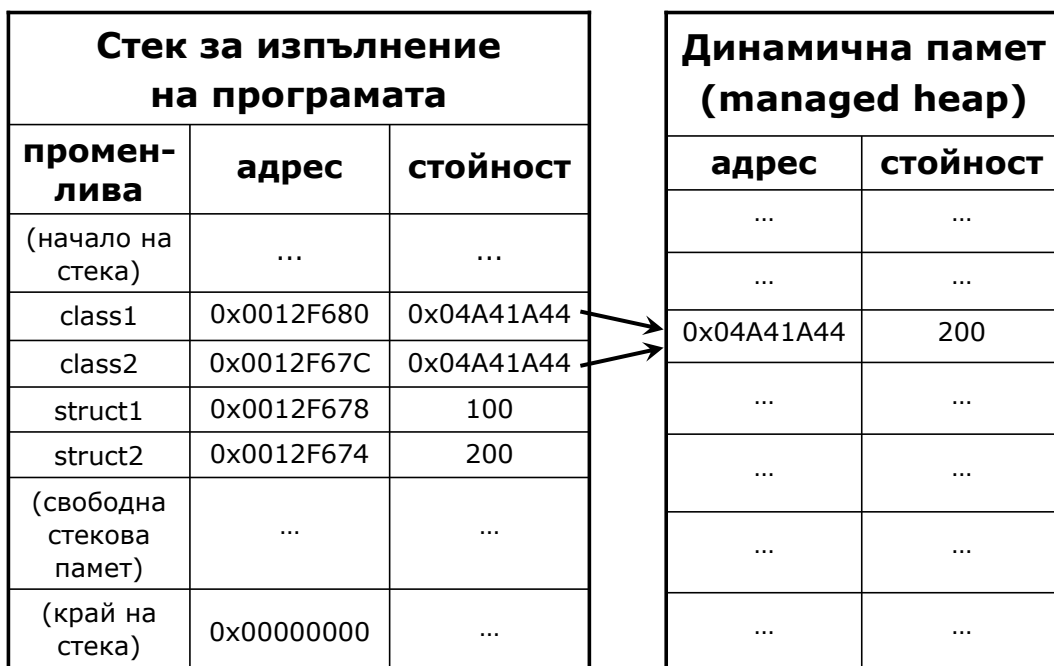 Стек за изпълнение
на програмата
промен-
лива
адрес
стойност
(начало на
стека)
...
...
class1
0x0012F680
0x04A41A44
class2
0x0012F67C
0x04A41A44
struct1
0x0012F678
100
struct2
0x0012F674
200
(свободна
стекова
памет)
...
...
(край на
стека)
0x00000000
...
Динамична памет
(managed heap)
адрес
стойност
...
...
...
...
0x04A41A44
200
...
...
...
...
...
...
...
...